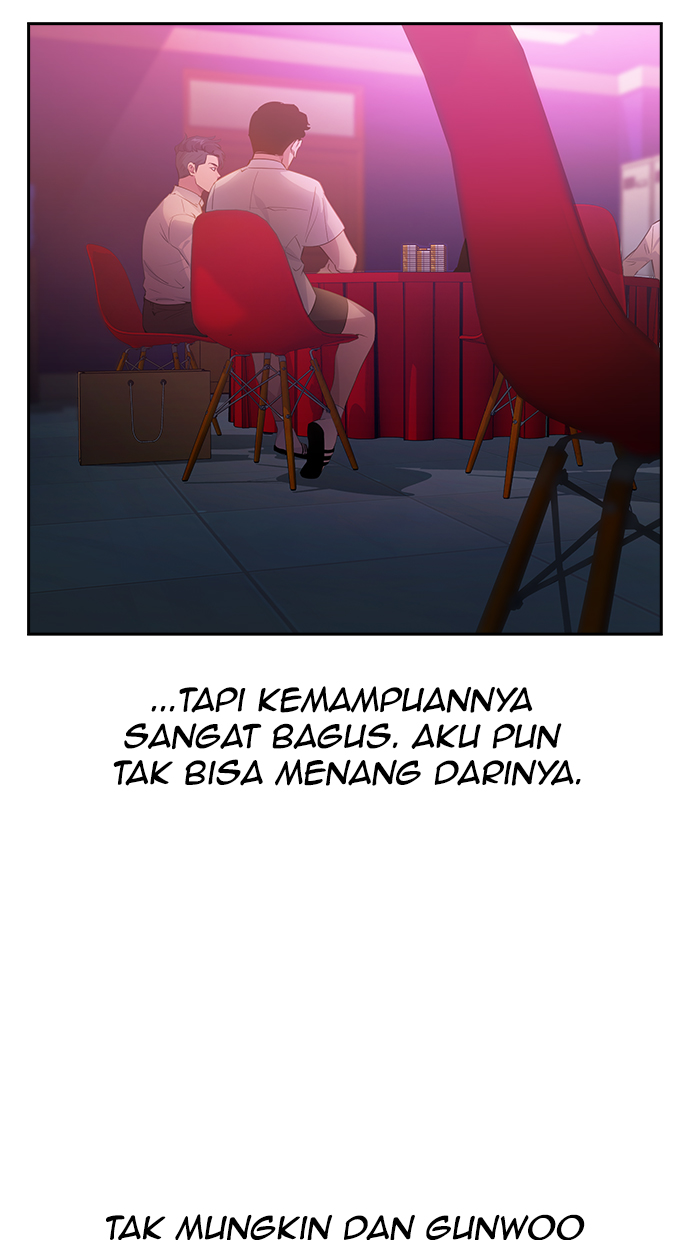 ...TAPI KEMAMPUANNYA
SANGAT BAGUS. AKU PUN
TAK BISA MENANG DARINYA.
TAK MUNGKIN DAN GUNWOO